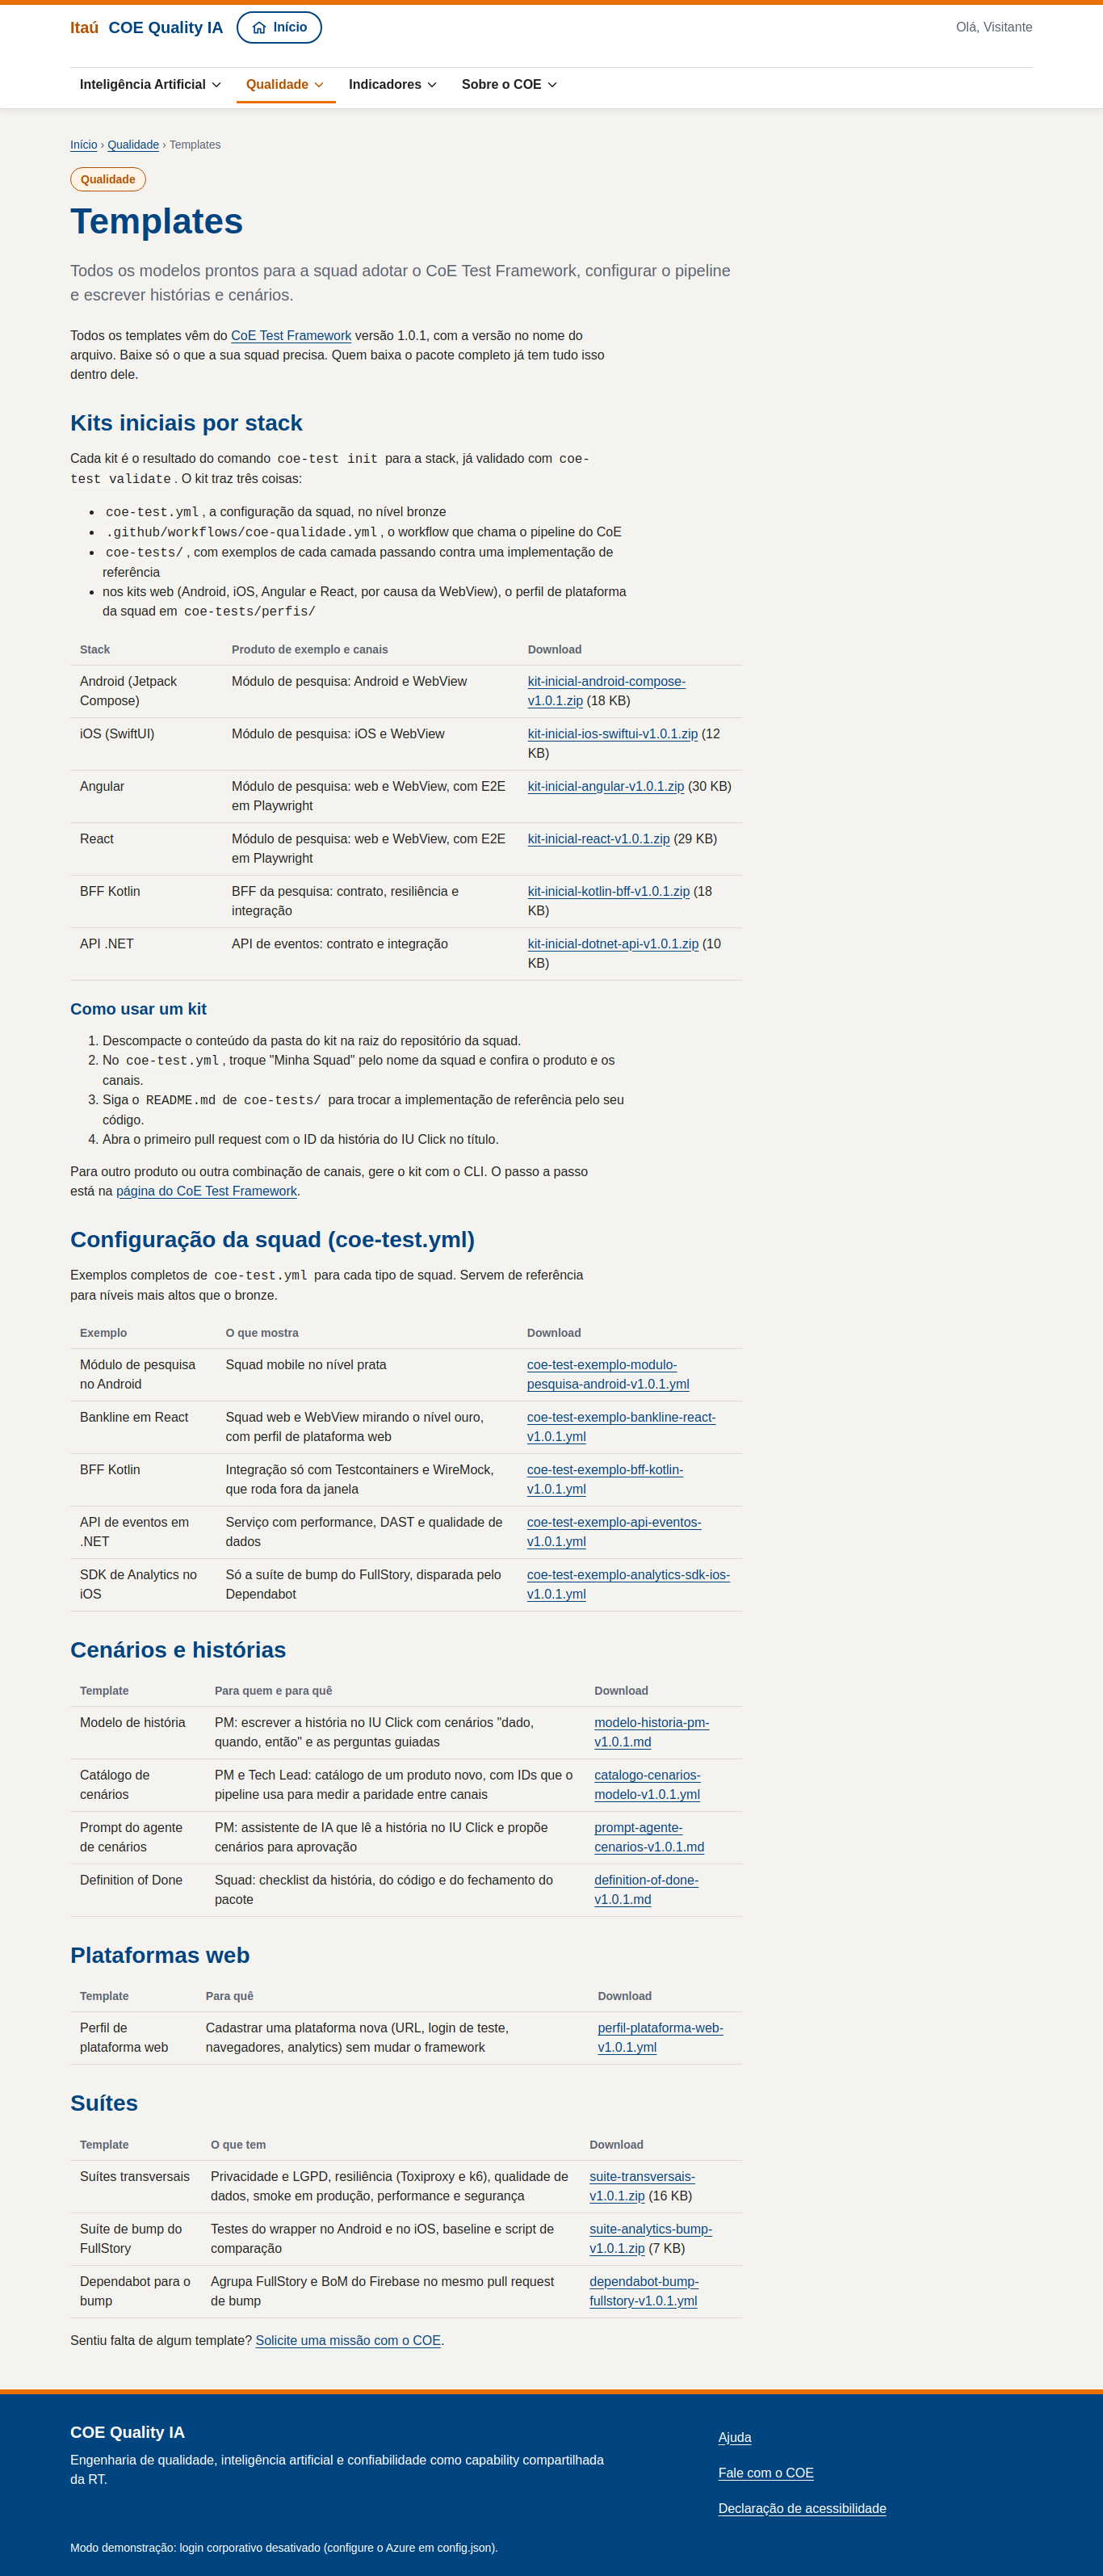 Itaú COE Quality IA Início Olá, Visitante
Inteligência Artificial Qualidade Indicadores Sobre o COE
Início › Qualidade › Templates
Qualidade
Templates
Todos os modelos prontos para a squad adotar o CoE Test Framework, configurar o pipeline
e escrever histórias e cenários.
Todos os templates vêm do CoE Test Framework versão 1.0.1, com a versão no nome do
arquivo. Baixe só o que a sua squad precisa. Quem baixa o pacote completo já tem tudo isso
dentro dele.
Kits iniciais por stack
Cada kit é o resultado do comando coe-test init para a stack, já validado com coe-
test validate. O kit traz três coisas:
• coe-test.yml, a configuração da squad, no nível bronze
• .github/workflows/coe-qualidade.yml, o workflow que chama o pipeline do CoE
• coe-tests/, com exemplos de cada camada passando contra uma implementação de
referência
• nos kits web (Android, iOS, Angular e React, por causa da WebView), o perfil de plataforma
da squad em coe-tests/perfis/
Stack Produto de exemplo e canais Download
Android (Jetpack Módulo de pesquisa: Android e WebView kit-inicial-android-compose-
Compose) v1.0.1.zip (18 KB)
iOS (SwiftUI) Módulo de pesquisa: iOS e WebView kit-inicial-ios-swiftui-v1.0.1.zip (12
KB)
Angular Módulo de pesquisa: web e WebView, com E2E kit-inicial-angular-v1.0.1.zip (30 KB)
em Playwright
React Módulo de pesquisa: web e WebView, com E2E kit-inicial-react-v1.0.1.zip (29 KB)
em Playwright
BFF Kotlin BFF da pesquisa: contrato, resiliência e kit-inicial-kotlin-bff-v1.0.1.zip (18
integração KB)
API .NET API de eventos: contrato e integração kit-inicial-dotnet-api-v1.0.1.zip (10
KB)
Como usar um kit
1. Descompacte o conteúdo da pasta do kit na raiz do repositório da squad.
2. No coe-test.yml, troque "Minha Squad" pelo nome da squad e confira o produto e os
canais.
3. Siga o README.md de coe-tests/ para trocar a implementação de referência pelo seu
código.
4. Abra o primeiro pull request com o ID da história do IU Click no título.
Para outro produto ou outra combinação de canais, gere o kit com o CLI. O passo a passo
está na página do CoE Test Framework.
Configuração da squad (coe-test.yml)
Exemplos completos de coe-test.yml para cada tipo de squad. Servem de referência
para níveis mais altos que o bronze.
Exemplo O que mostra Download
Módulo de pesquisa Squad mobile no nível prata coe-test-exemplo-modulo-
no Android pesquisa-android-v1.0.1.yml
Bankline em React Squad web e WebView mirando o nível ouro, coe-test-exemplo-bankline-react-
com perfil de plataforma web v1.0.1.yml
BFF Kotlin Integração só com Testcontainers e WireMock, coe-test-exemplo-bff-kotlin-
que roda fora da janela v1.0.1.yml
API de eventos em Serviço com performance, DAST e qualidade de coe-test-exemplo-api-eventos-
.NET dados v1.0.1.yml
SDK de Analytics no Só a suíte de bump do FullStory, disparada pelo coe-test-exemplo-analytics-sdk-ios-
iOS Dependabot v1.0.1.yml
Cenários e histórias
Template Para quem e para quê Download
Modelo de história PM: escrever a história no IU Click com cenários "dado, modelo-historia-pm-
quando, então" e as perguntas guiadas v1.0.1.md
Catálogo de PM e Tech Lead: catálogo de um produto novo, com IDs que o catalogo-cenarios-
cenários pipeline usa para medir a paridade entre canais modelo-v1.0.1.yml
Prompt do agente PM: assistente de IA que lê a história no IU Click e propõe prompt-agente-
de cenários cenários para aprovação cenarios-v1.0.1.md
Definition of Done Squad: checklist da história, do código e do fechamento do definition-of-done-
pacote v1.0.1.md
Plataformas web
Template Para quê Download
Perfil de Cadastrar uma plataforma nova (URL, login de teste, perfil-plataforma-web-
plataforma web navegadores, analytics) sem mudar o framework v1.0.1.yml
Suítes
Template O que tem Download
Suítes transversais Privacidade e LGPD, resiliência (Toxiproxy e k6), qualidade de suite-transversais-
dados, smoke em produção, performance e segurança v1.0.1.zip (16 KB)
Suíte de bump do Testes do wrapper no Android e no iOS, baseline e script de suite-analytics-bump-
FullStory comparação v1.0.1.zip (7 KB)
Dependabot para o Agrupa FullStory e BoM do Firebase no mesmo pull request dependabot-bump-
bump de bump fullstory-v1.0.1.yml
Sentiu falta de algum template? Solicite uma missão com o COE.
COE Quality IA
Engenharia de qualidade, inteligência artificial e confiabilidade como capability compartilhada
da RT.
Ajuda
Fale com o COE
Declaração de acessibilidade
Modo demonstração: login corporativo desativado (configure o Azure em config.json).